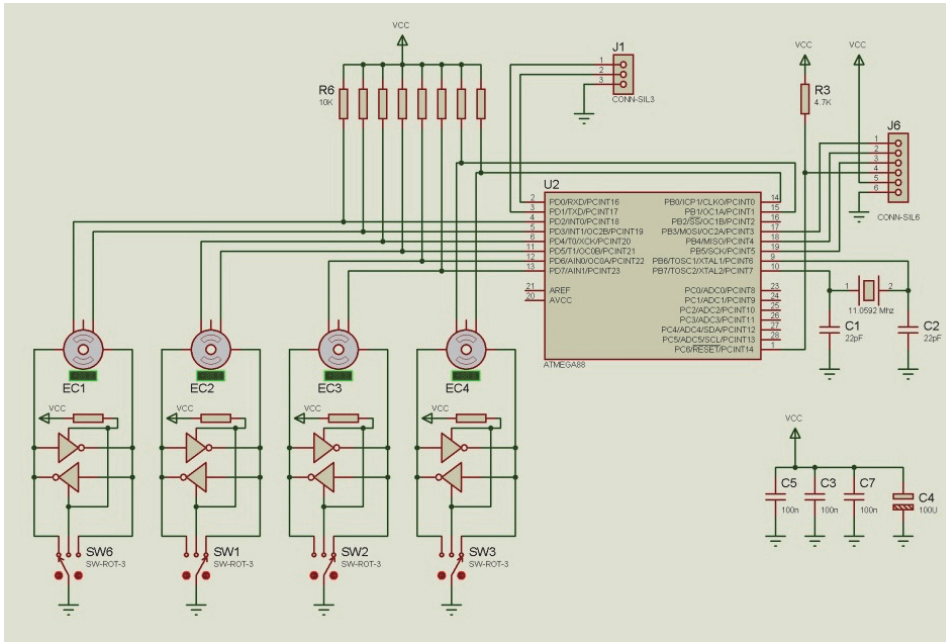 VCC
J1
1
2
3
CONN-SIL3
VCC
VCC
R6
10K
R3
4.7K
J6
1
2
3
4
5
6
CONN-SIL6
U2
2 PD0/RXD/PCINT16
3 PD1/TXD/PCINT17
4 PD2/INT0/PCINT18
5 PD3/INT1/OC2B/PCINT19
6 PD4/T0/XCK/PCINT20
11 PD5/T1/OC0B/PCINT21
12 PD6/AIN0/OC0A/PCINT22
13 PD7/AIN1/PCINT23
21 AREF
20 AVCC
PB0/ICP1/CLKO/PCINT0 14
PB1/OC1A/PCINT1 15
PB2/SS/OC1B/PCINT2 16
PB3/MOSI/OC2A/PCINT3 17
PB4/MISO/PCINT4 18
PB5/SCK/PCINT5 19
PB6/TOSC1/XTAL1/PCINT6 9
PB7/TOSC2/XTAL2/PCINT7 10
PC0/ADC0/PCINT8 23
PC1/ADC1/PCINT9 24
PC2/ADC2/PCINT10 25
PC3/ADC3/PCINT11 26
PC4/ADC4/SDA/PCINT12 27
PC5/ADC5/SCL/PCINT13 28
PC6/RESET/PCINT14 1
ATMEGA88
1
2
11.0592 Mhz
C1
22pF
C2
22pF
EC1
EC2
EC3
EC4
VCC
VCC
VCC
VCC
SW6
SW-ROT-3
SW1
SW-ROT-3
SW2
SW-ROT-3
SW3
SW-ROT-3
VCC
C5
100n
C3
100n
C7
100n
C4
100U